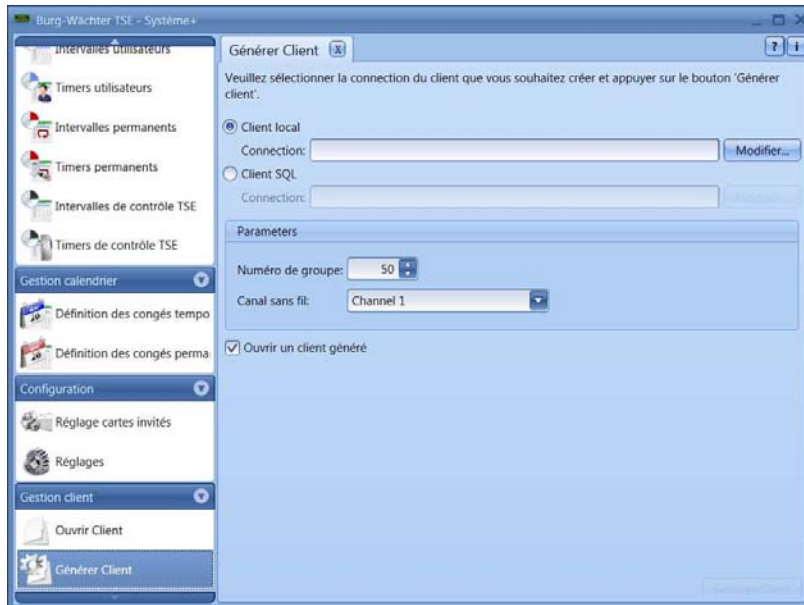 Burg-Wächter TSE - Système+
Intervalles utilisateurs
Timers utilisateurs
Intervalles permanents
Timers permanents
Intervalles de contrôle TSE
Timers de contrôle TSE
Gestion calendrier
Définition des congés tempo
Définition des congés perma
Configuration
Réglage cartes invités
Réglages
Gestion client
Ouvrir Client
Générer Client
Générer Client X
? i
Veuillez sélectionner la connection du client que vous souhaitez créer et appuyer sur le bouton 'Générer
client'.
Client local
Connection: Modifier...
Client SQL
Connection:
Parameters
Numéro de groupe: 50
Canal sans fil: Channel 1
Ouvrir un client généré